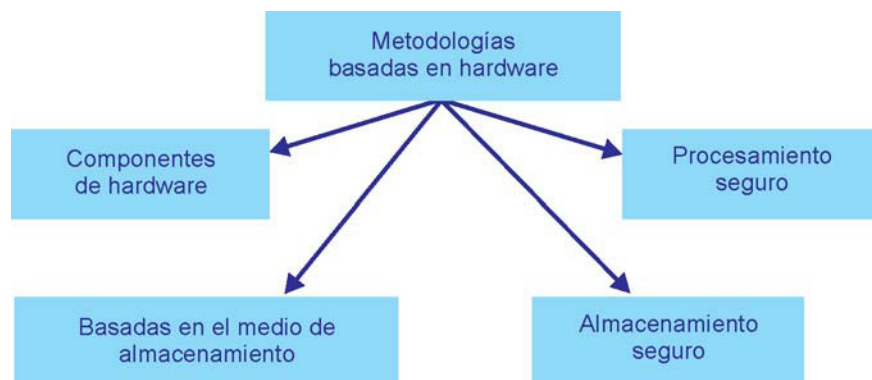 Metodologías
basadas en hardware
Componentes
de hardware
Procesamiento
seguro
Basadas en el medio de
almacenamiento
Almacenamiento
seguro